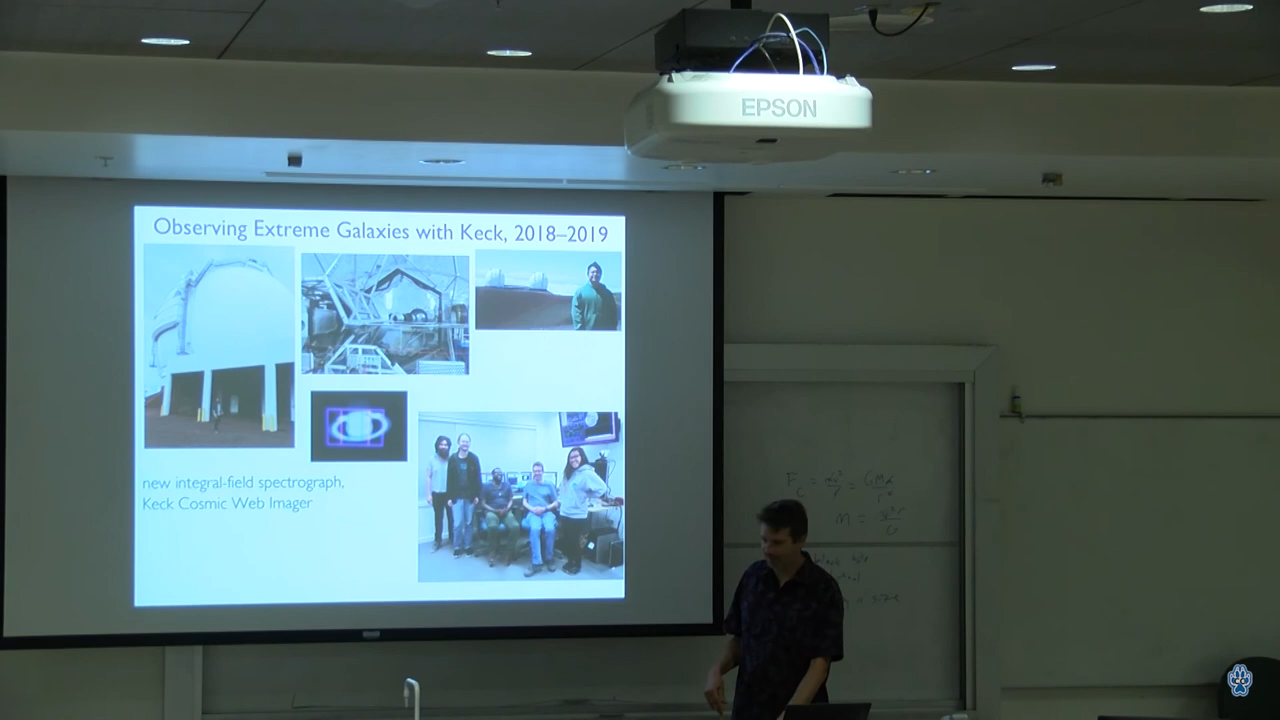 EPSON
Observing Extreme Galaxies with Keck, 2018–2019
new integral-field spectrograph,
Keck Cosmic Web Imager